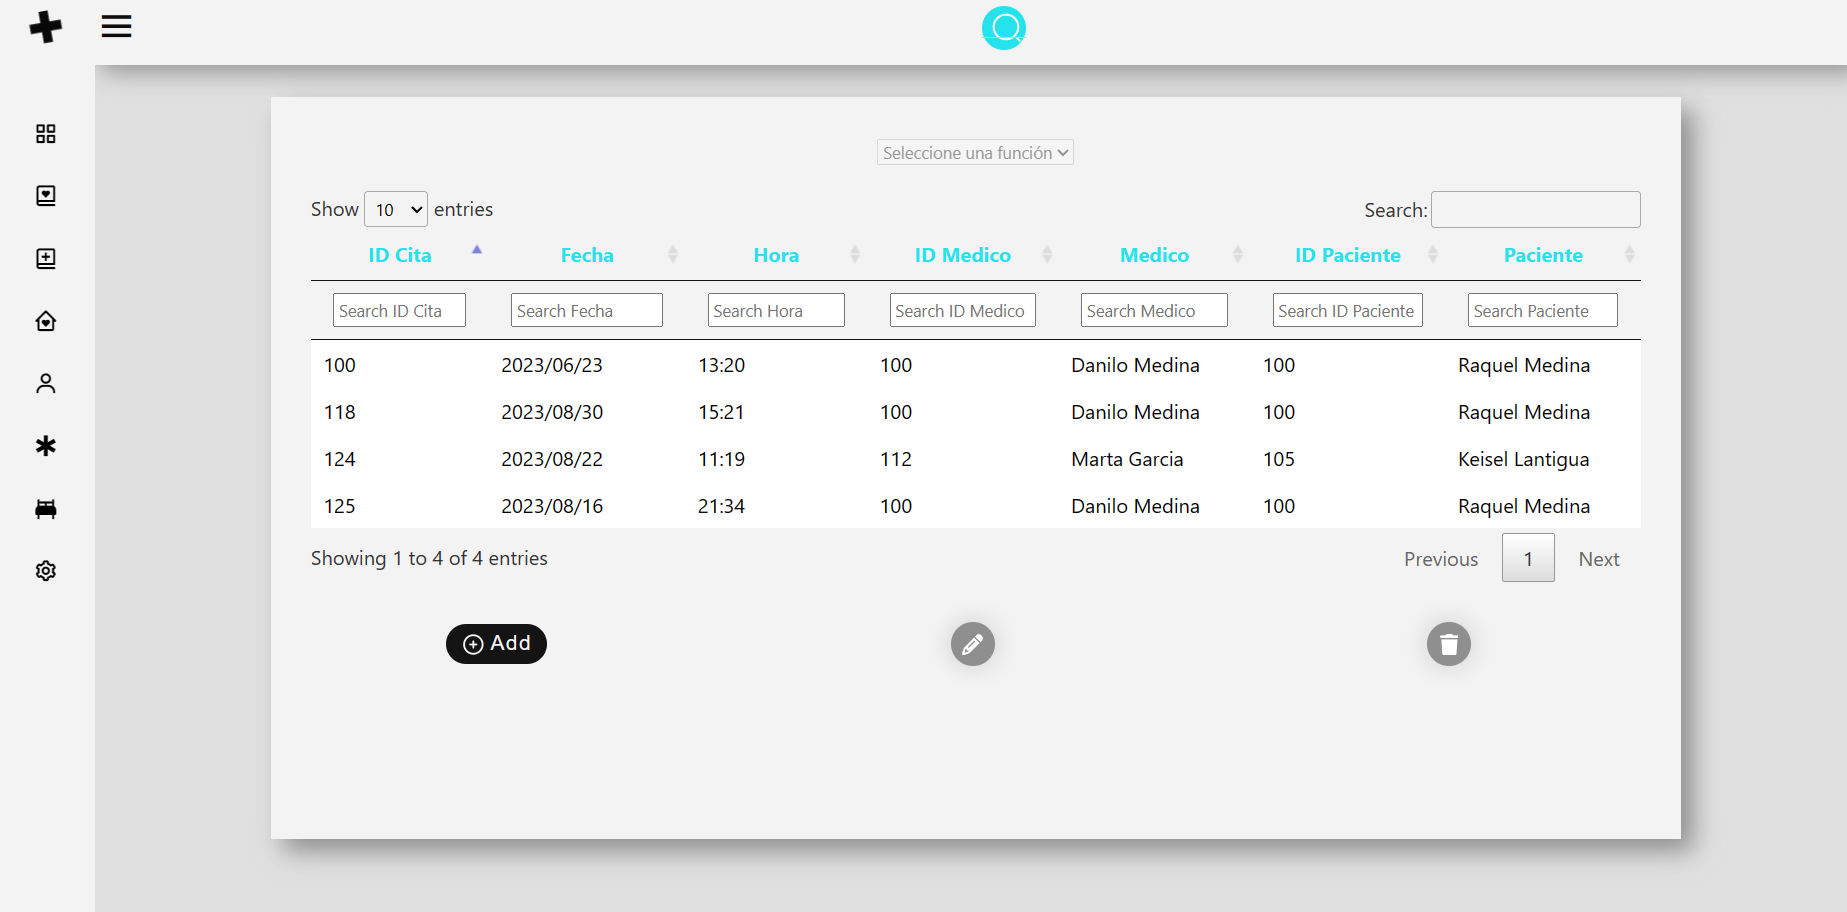 Seleccione una función
Show 10 entries Search:
ID Cita Fecha Hora ID Medico Medico ID Paciente Paciente
Search ID Cita Search Fecha Search Hora Search ID Medico Search Medico Search ID Paciente Search Paciente
100 2023/06/23 13:20 100 Danilo Medina 100 Raquel Medina
118 2023/08/30 15:21 100 Danilo Medina 100 Raquel Medina
124 2023/08/22 11:19 112 Marta Garcia 105 Keisel Lantigua
125 2023/08/16 21:34 100 Danilo Medina 100 Raquel Medina
Showing 1 to 4 of 4 entries Previous 1 Next
Add